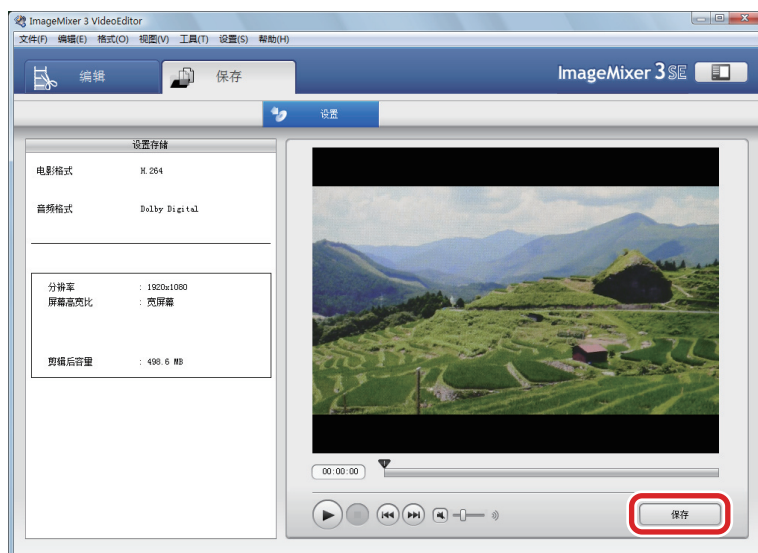 ImageMixer 3 VideoEditor
文件(F) 编辑(E) 格式(O) 视图(V) 工具(T) 设置(S) 帮助(H)
编辑
保存
ImageMixer 3 SE
设置
设置存储
电影格式 H.264
音频格式 Dolby Digital
分辨率 : 1920x1080
屏幕高宽比 : 宽屏幕
剪辑后容量 : 498.6 MB
00:00:00
保存